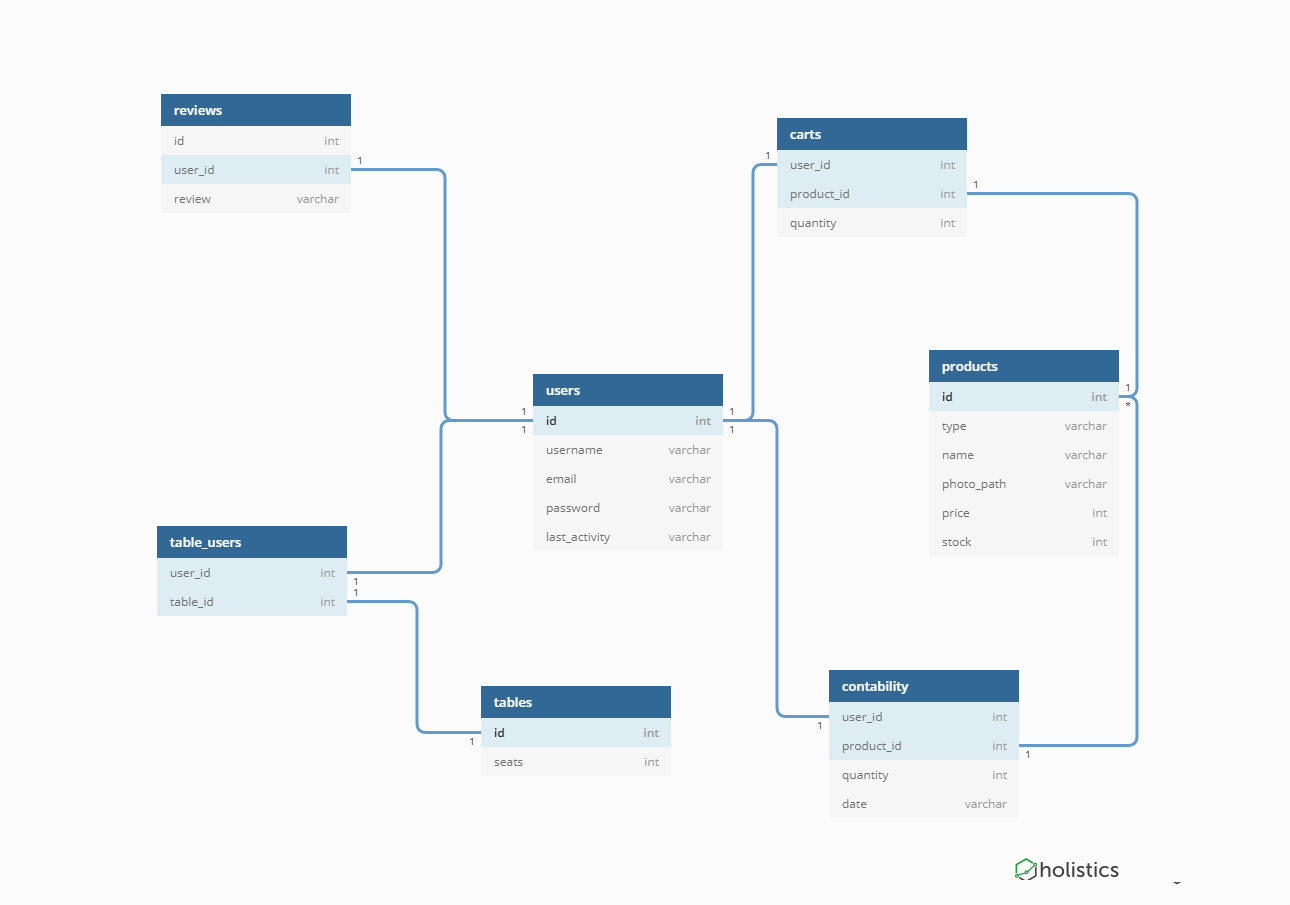 reviews
id int
user_id int
review varchar
1
carts
user_id int
product_id int
quantity int
1
1
users
id int
username varchar
email varchar
password varchar
last_activity varchar
1
1
1
1
products
id int
type varchar
name varchar
photo_path varchar
price int
stock int
1
*
table_users
user_id int
table_id int
1
1
tables
id int
seats int
1
contability
user_id int
product_id int
quantity int
date varchar
1
1
holistics